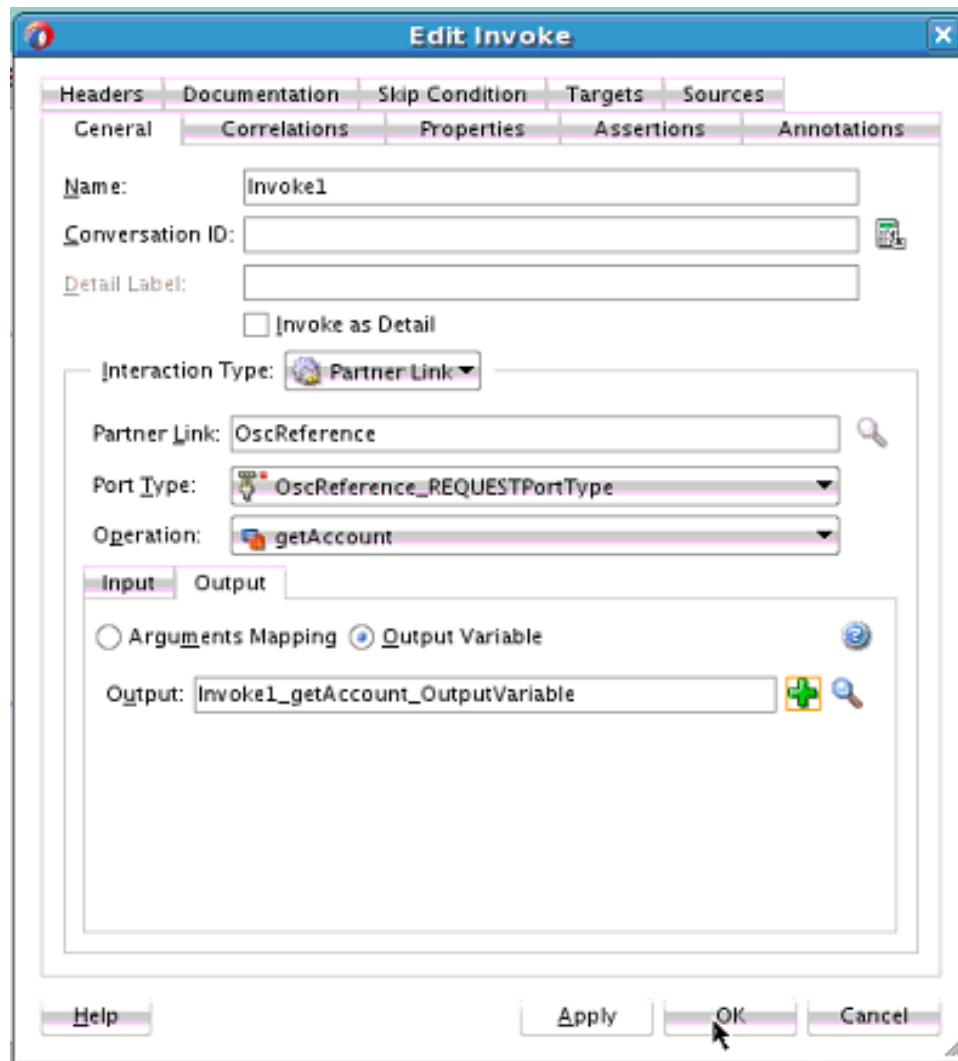 Edit Invoke
Headers Documentation Skip Condition Targets Sources
General Correlations Properties Assertions Annotations
Name: Invoke1
Conversation ID:
Detail Label:
Invoke as Detail
Interaction Type: Partner Link
Partner Link: OscReference
Port Type: OscReference_REQUESTPortType
Operation: getAccount
Input Output
Arguments Mapping Output Variable
Output: Invoke1_getAccount_OutputVariable
Help Apply OK Cancel